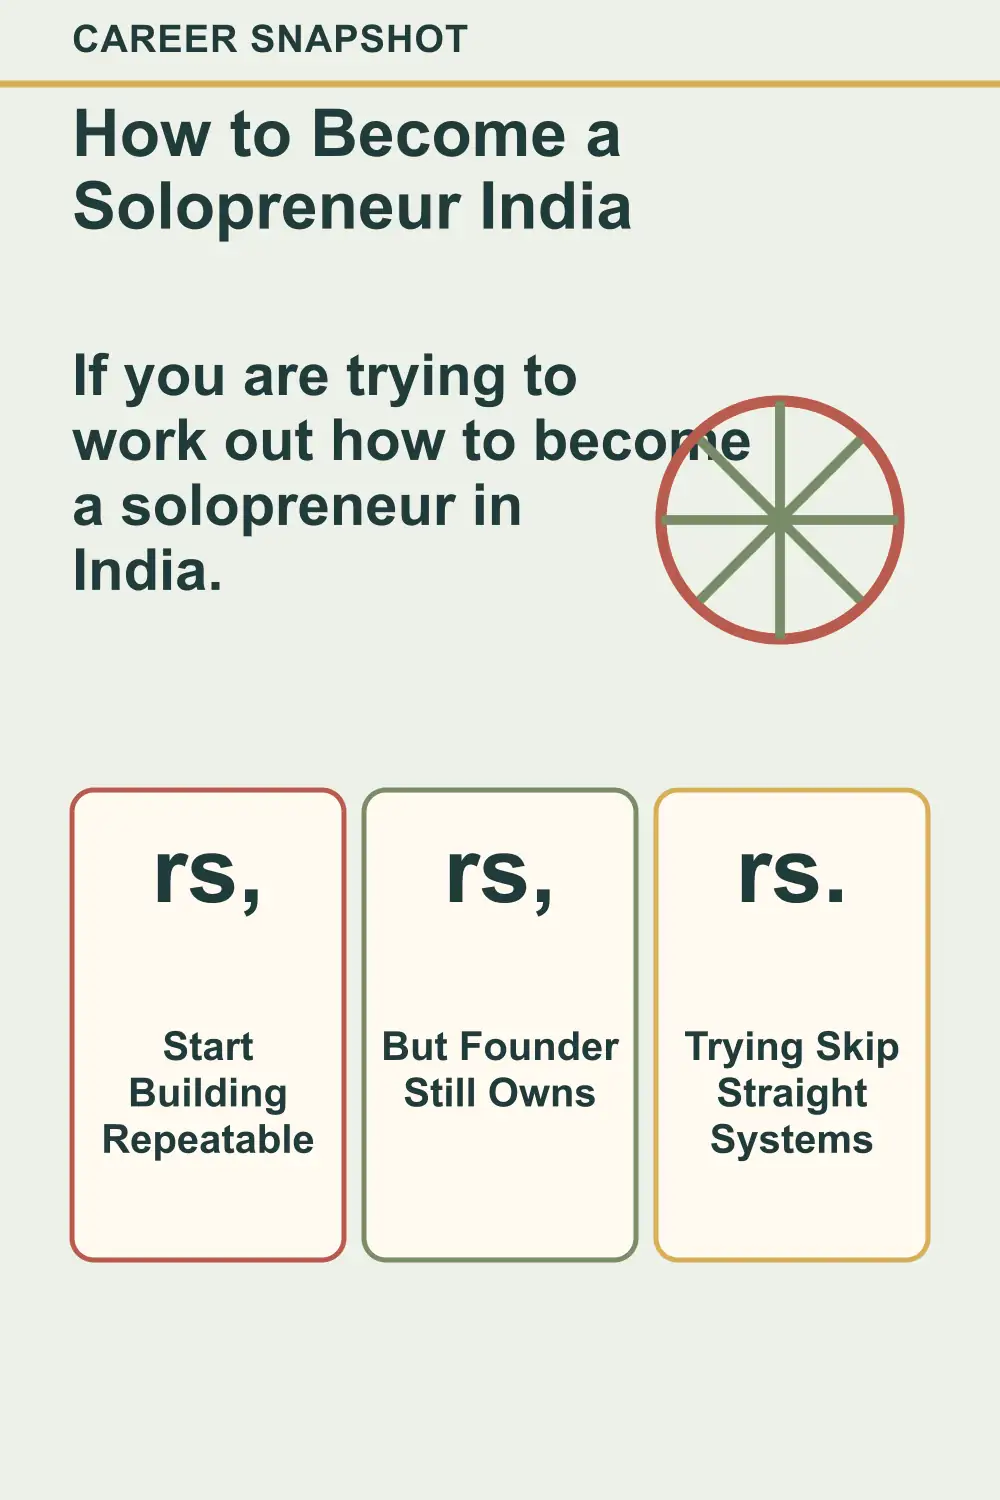 CAREER SNAPSHOT
How to Become a
Solopreneur India
If you are trying to
work out how to become
a solopreneur in
India.
rs,
Start
Building
Repeatable
rs,
But Founder
Still Owns
rs.
Trying Skip
Straight
Systems